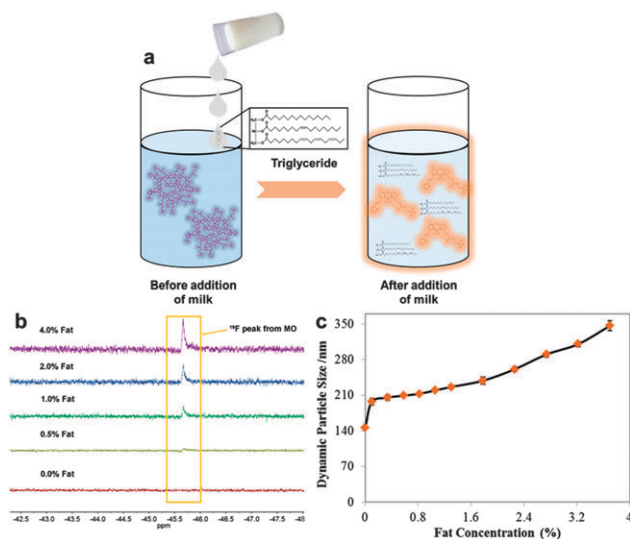 a
Triglyceride
Before addition
of milk
After addition
of milk
b
4.0% Fat
2.0% Fat
1.0% Fat
0.5% Fat
0.0% Fat
¹⁹F peak from MO
-42.5 -43.0 -43.5 -44.0 -44.5 -45.0 -45.5 -46.0 -46.5 -47.0 -47.5 -48
ppm
c
Dynamic Particle Size /nm
350
280
210
140
70
0
0 0.8 1.6 2.4 3.2 4
Fat Concentration (%)